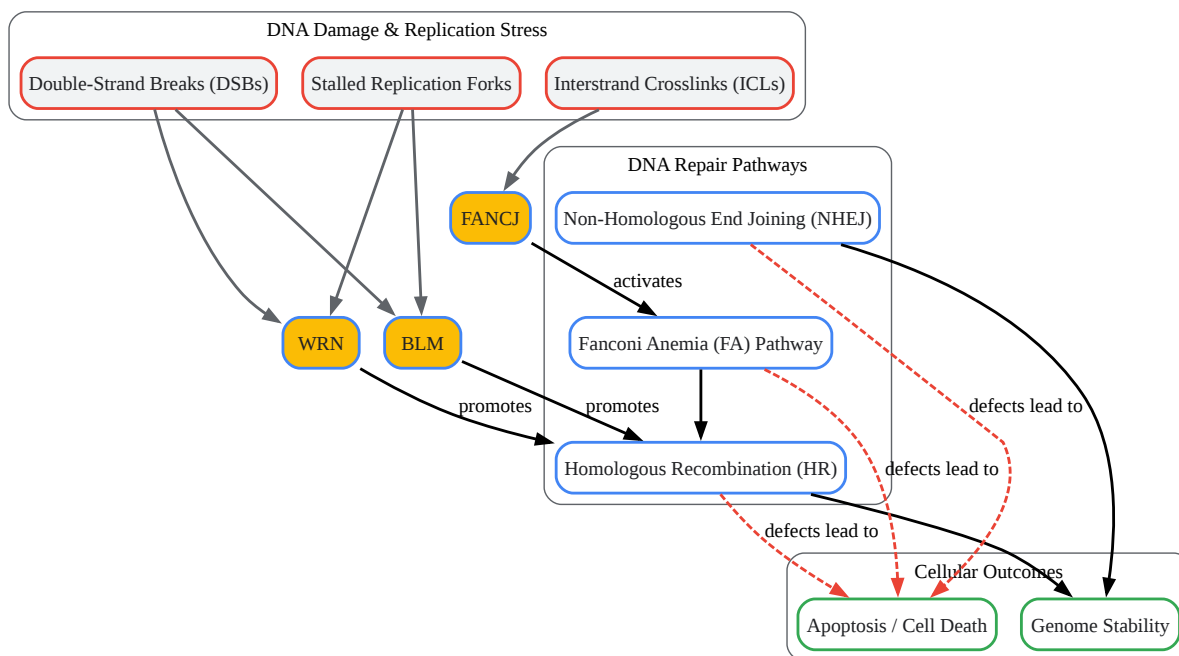 DNA Damage & Replication Stress
Double-Strand Breaks (DSBs)
Stalled Replication Forks
Interstrand Crosslinks (ICLs)
DNA Repair Pathways
FANCJ
Non-Homologous End Joining (NHEJ)
activates
WRN
BLM
Fanconi Anemia (FA) Pathway
promotes
promotes
defects lead to
Homologous Recombination (HR)
defects lead to
defects lead to
Cellular Outcomes
Apoptosis / Cell Death
Genome Stability